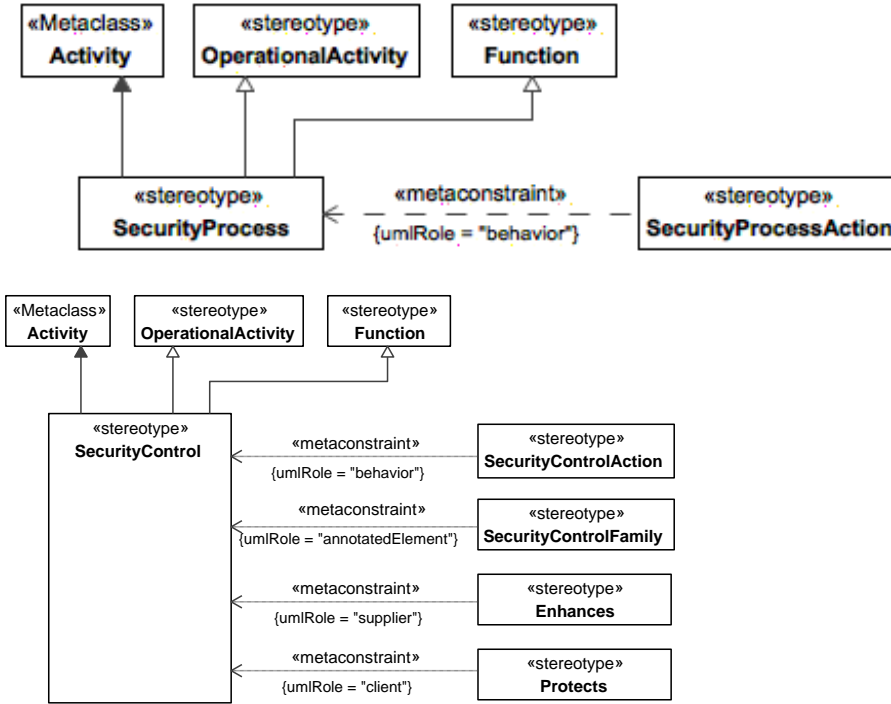 «Metaclass»
Activity
«stereotype»
OperationalActivity
«stereotype»
Function
«stereotype»
SecurityProcess
«metaconstraint»
{umlRole = "behavior"}
«stereotype»
SecurityProcessAction
«Metaclass»
Activity
«stereotype»
OperationalActivity
«stereotype»
Function
«stereotype»
SecurityControl
«metaconstraint»
{umlRole = "behavior"}
«stereotype»
SecurityControlAction
«metaconstraint»
{umlRole = "annotatedElement"}
«stereotype»
SecurityControlFamily
«metaconstraint»
{umlRole = "supplier"}
«stereotype»
Enhances
«metaconstraint»
{umlRole = "client"}
«stereotype»
Protects